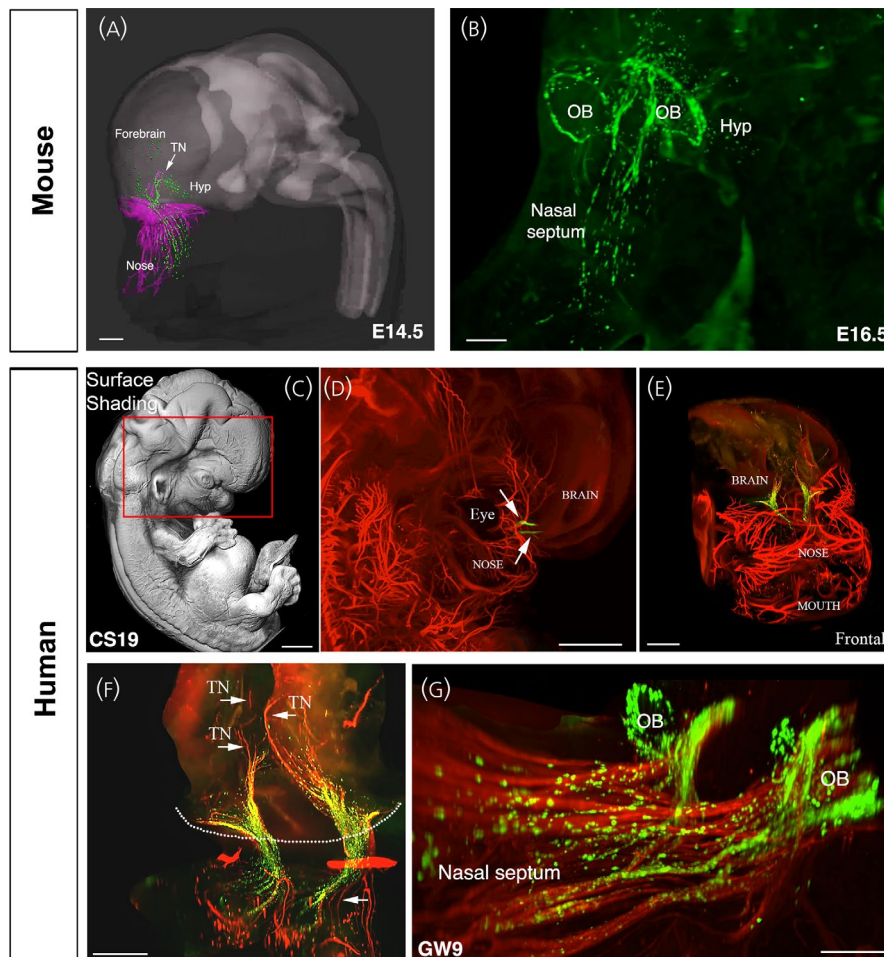 Mouse
(A)
Forebrain
TN
Hyp
Nose
E14.5
(B)
OB
OB
Hyp
Nasal
septum
E16.5
Human
Surface
Shading
(C)
CS19
(D)
Eye
BRAIN
NOSE
(E)
BRAIN
NOSE
MOUTH
Frontal
(F)
TN
TN
TN
(G)
OB
OB
Nasal septum
GW9